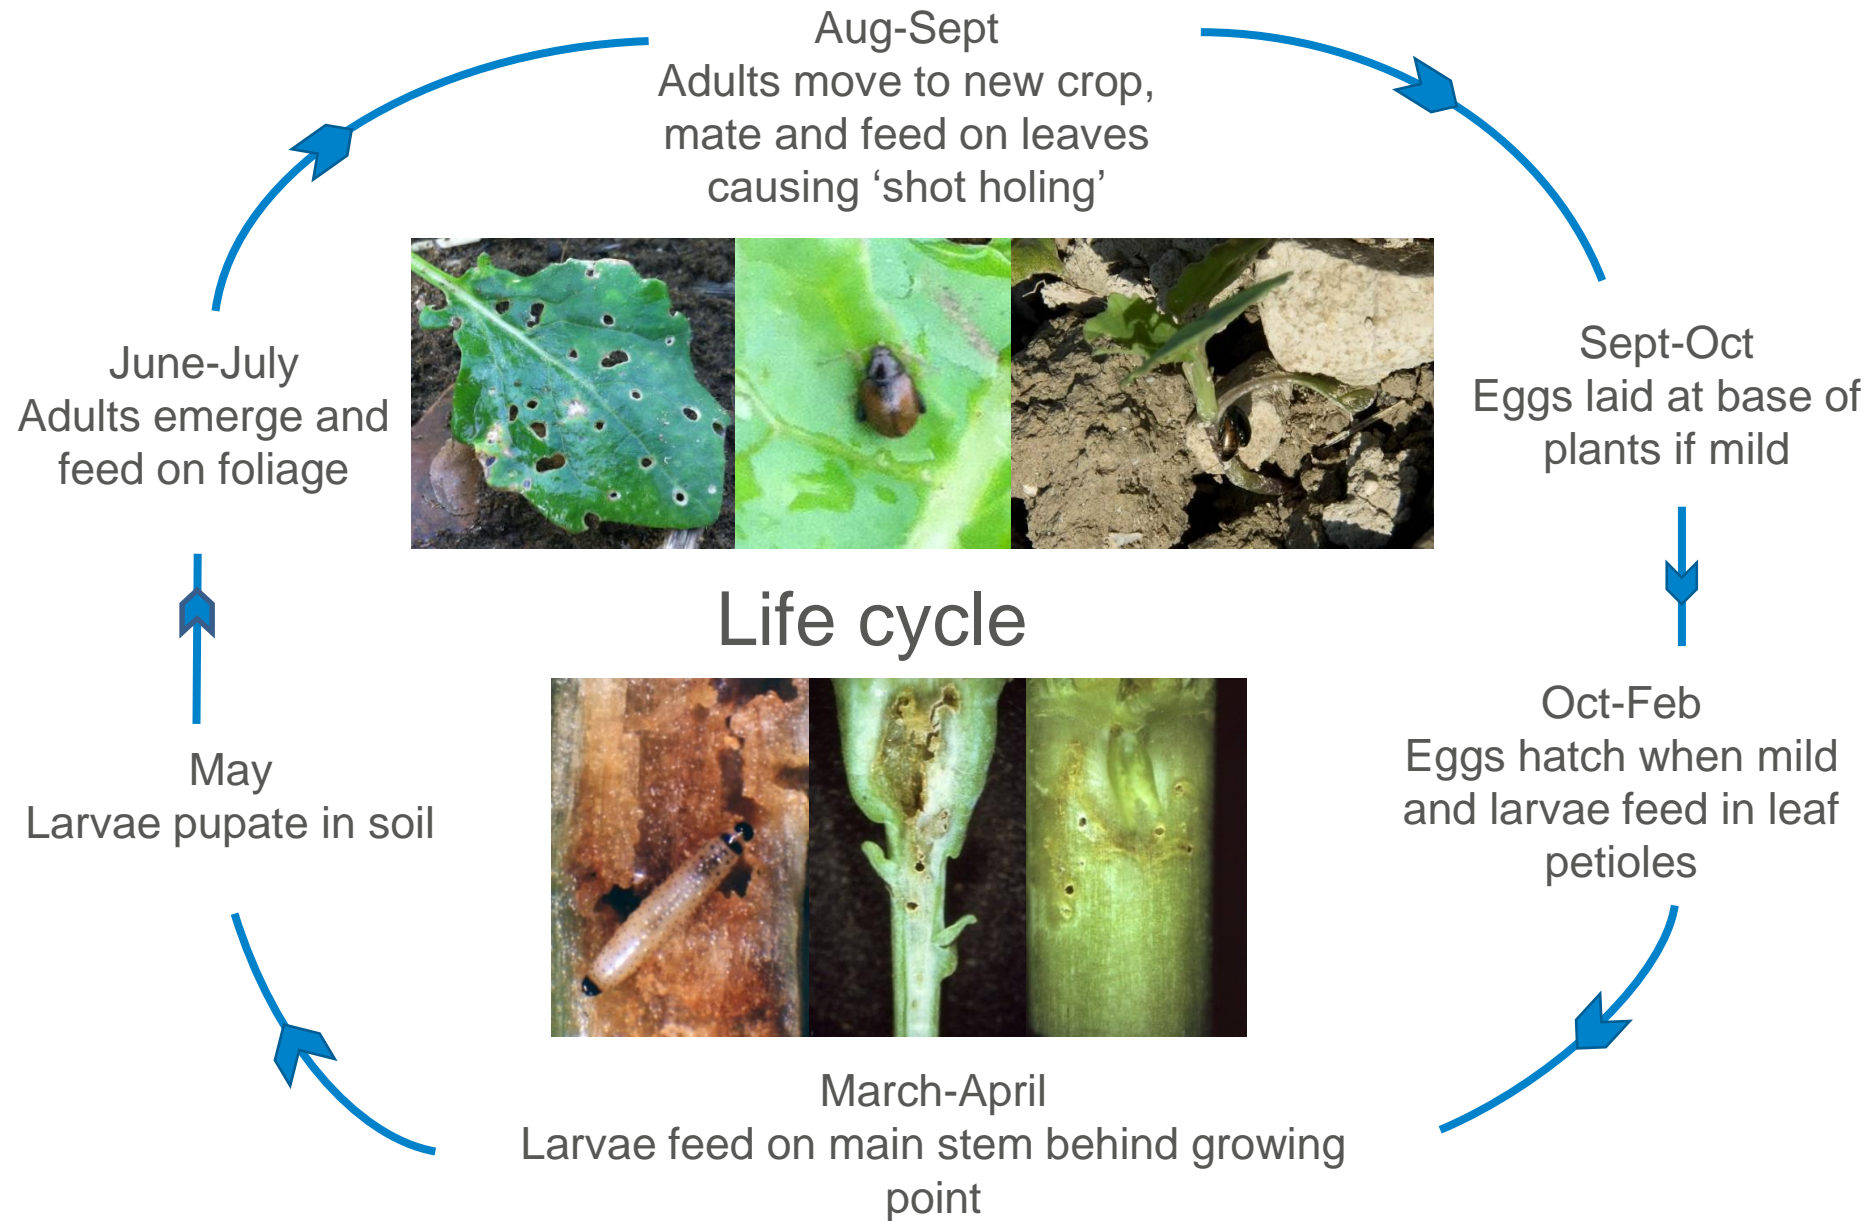 Aug-Sept
Adults move to new crop,
mate and feed on leaves
causing ‘shot holing’
Sept-Oct
Eggs laid at base of
plants if mild
Oct-Feb
Eggs hatch when mild
and larvae feed in leaf
petioles
March-April
Larvae feed on main stem behind growing
point
May
Larvae pupate in soil
June-July
Adults emerge and
feed on foliage
Life cycle